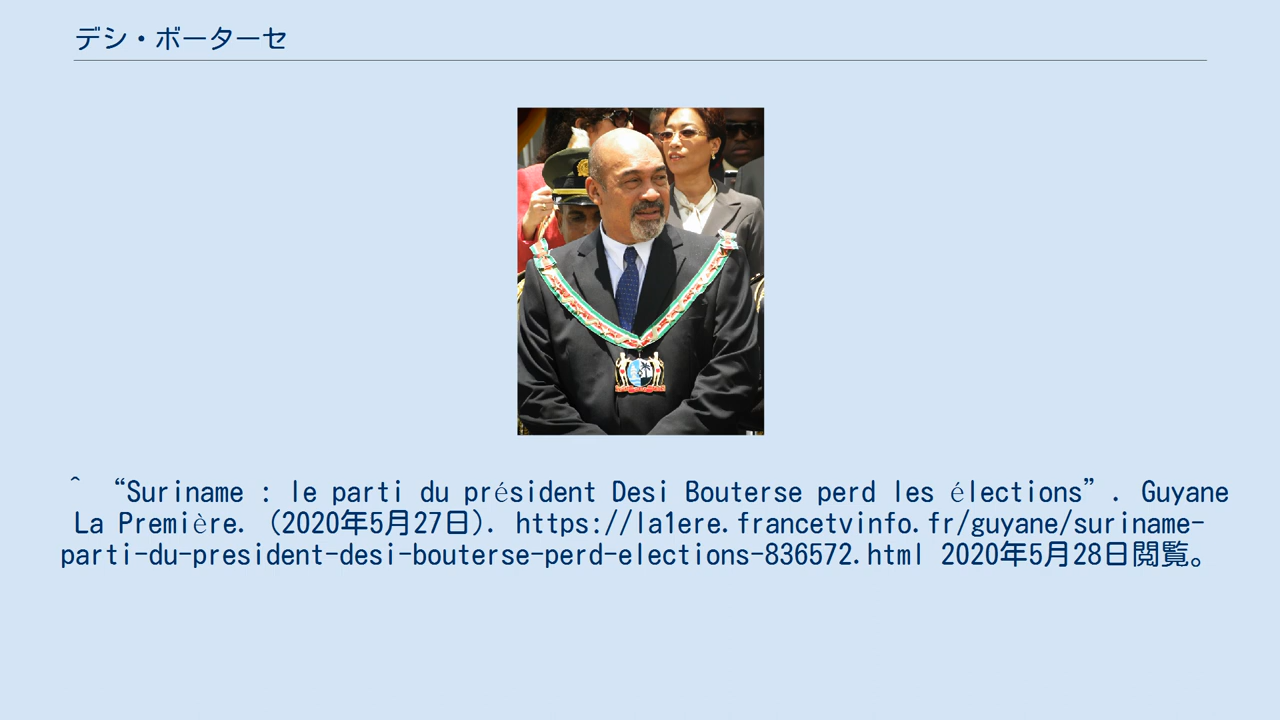 デシ・ボーターセ
^ “Suriname : le parti du président Desi Bouterse perd les élections”. Guyane
La Première. (2020年5月27日). https://la1ere.francetvinfo.fr/guyane/suriname-
parti-du-president-desi-bouterse-perd-elections-836572.html 2020年5月28日閲覧。